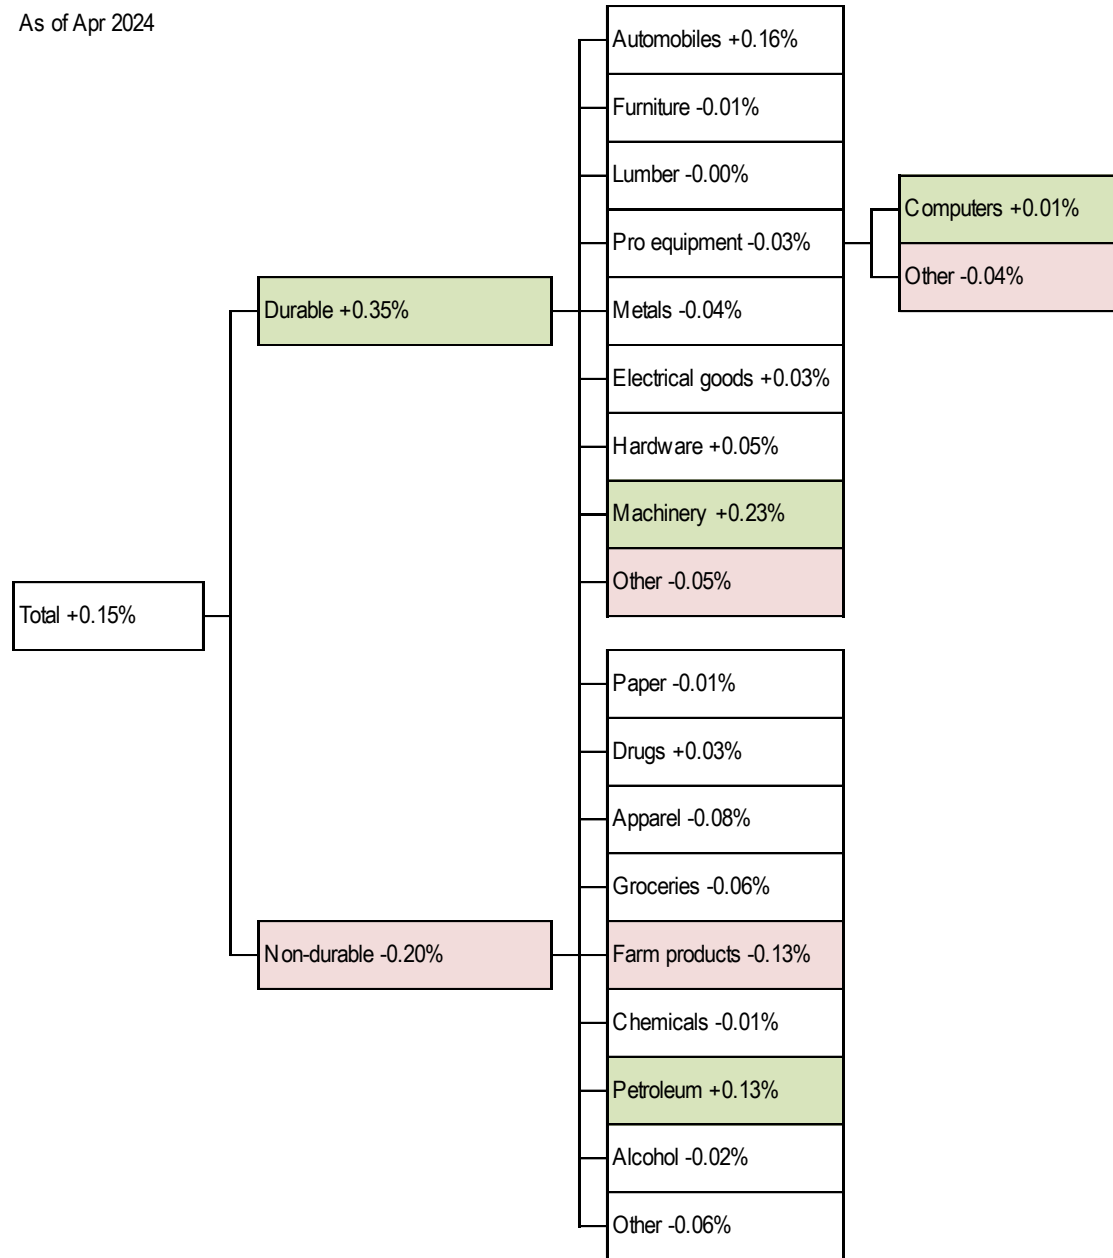 As of Apr 2024
Total +0.15%
Durable +0.35%
Automobiles +0.16%
Furniture -0.01%
Lumber -0.00%
Pro equipment -0.03%
Computers +0.01%
Other -0.04%
Metals -0.04%
Electrical goods +0.03%
Hardware +0.05%
Machinery +0.23%
Other -0.05%
Non-durable -0.20%
Paper -0.01%
Drugs +0.03%
Apparel -0.08%
Groceries -0.06%
Farm products -0.13%
Chemicals -0.01%
Petroleum +0.13%
Alcohol -0.02%
Other -0.06%